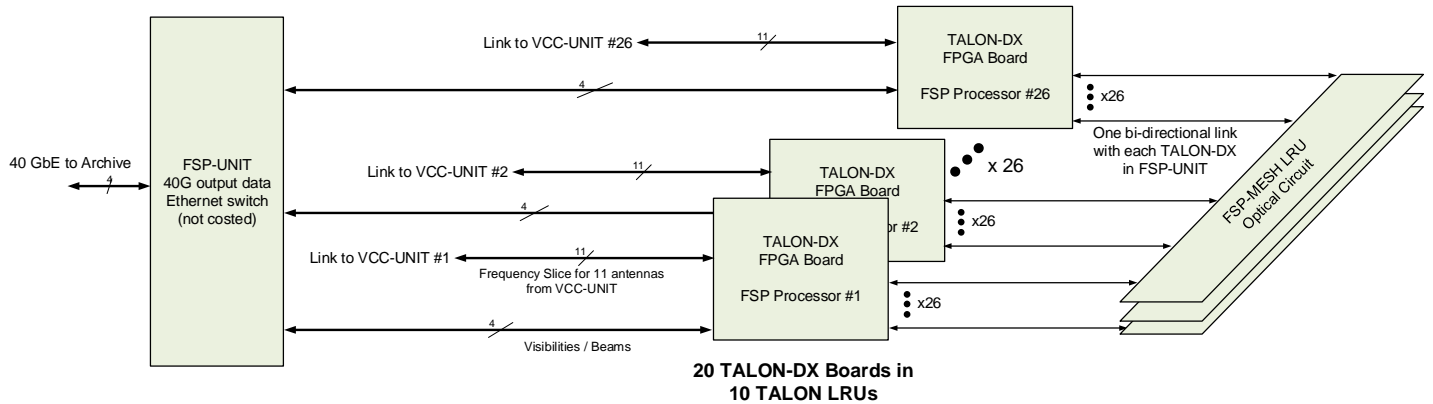 Link to VCC-UNIT #26
11
TALON-DX
FPGA Board
FSP Processor #26
4
x26
One bi-directional link
with each TALON-DX
in FSP-UNIT
40 GbE to Archive
4
FSP-UNIT
40G output data
Ethernet switch
(not costed)
Link to VCC-UNIT #2
11
TALON-DX
FPGA Board
or #2
x 26
4
x26
FSP-MESH LRU
Optical Circuit
Link to VCC-UNIT #1
11
Frequency Slice for 11 antennas
from VCC-UNIT
TALON-DX
FPGA Board
FSP Processor #1
x26
4
Visibilities / Beams
20 TALON-DX Boards in
10 TALON LRUs